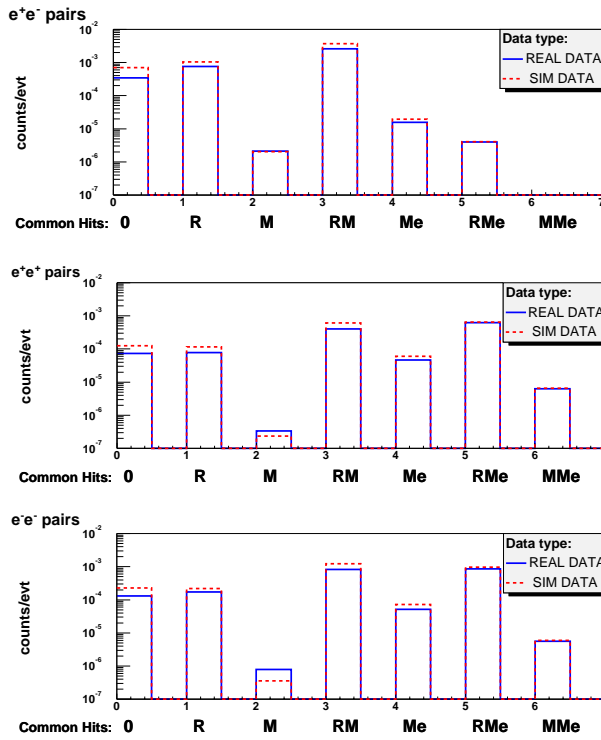 e+e- pairs
counts/evt
10-2
10-3
10-4
10-5
10-6
10-7
Data type:
REAL DATA
SIM DATA
0 1 2 3 4 5 6 7
Common Hits: 0 R M RM Me RMe MMe
e+e+ pairs
counts/evt
10-2
10-3
10-4
10-5
10-6
10-7
Data type:
REAL DATA
SIM DATA
0 1 2 3 4 5 6
Common Hits: 0 R M RM Me RMe MMe
e-e- pairs
counts/evt
10-2
10-3
10-4
10-5
10-6
10-7
Data type:
REAL DATA
SIM DATA
0 1 2 3 4 5 6
Common Hits: 0 R M RM Me RMe MMe